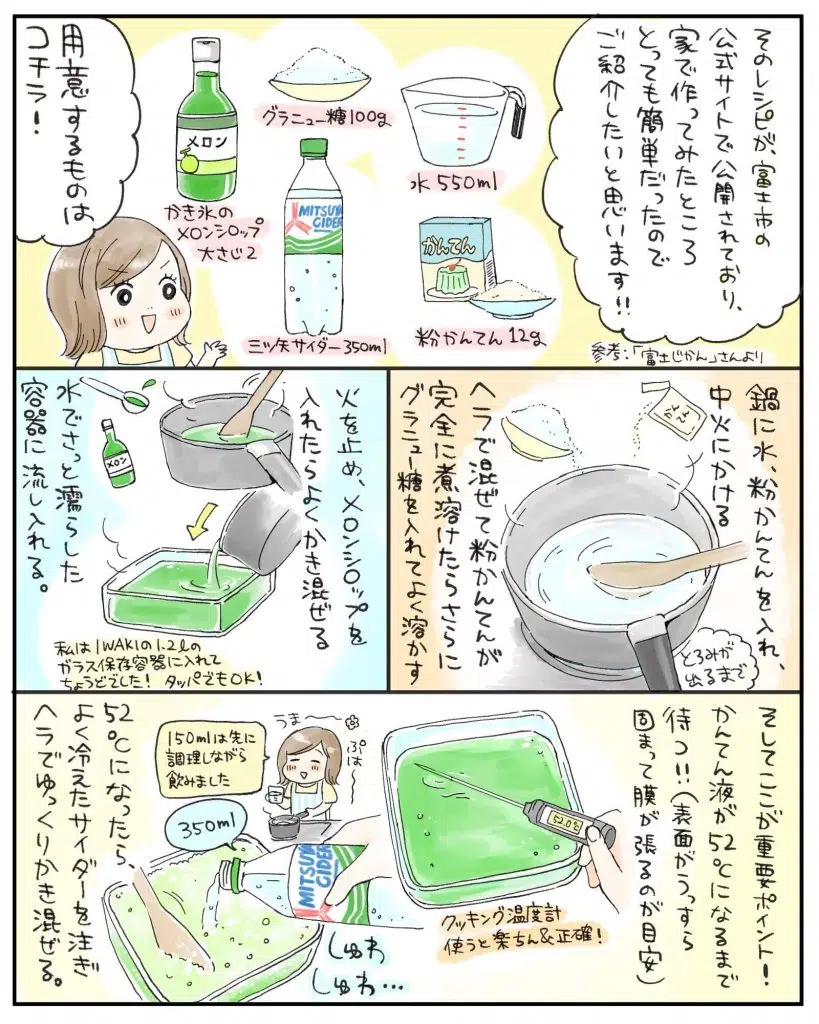 そのレシピが、富士市の
公式サイトで公開されており、
家で作ってみたところ
とっても簡単だったので
ご紹介したいと思います!!
参考:「富士じかん」さんより
水550ml
グラニュー糖100g
メロン
かき氷の
メロンシロップ
大さじ2
MITSUYA
CIDER
三ツ矢サイダー350ml
かんてん
粉かんてん12g
用意するものは
コチラ!
鍋に水、粉かんてんを入れ、
中火にかける
ヘラで混ぜて粉かんてんが
完全に煮溶けたらさらに
グラニュー糖を入れてよく溶かす
かんてん
とろみが
出るまで
火を止め、メロンシロップを
入れたらよくかき混ぜる
メロン
水でさっと濡らした
容器に流し入れる。
私はIWAKIの1.2ℓの
ガラス保存容器に入れて
ちょうどでした! タッパでもOK!
そしてここが重要ポイント!
かんてん液が52℃になるまで
待つ!!(表面がうっすら
固まって膜が張るのが目安)
52.0℃
クッキング温度計
使うと楽ちん&正確!
うま〜
ぷは〜
150mlは先に
調理しながら
飲みました
350ml
MITSUYA
CIDER
しゅわ
しゅわ…
52℃になったら、
よく冷えたサイダーを注ぎ
ヘラでゆっくりかき混ぜる。